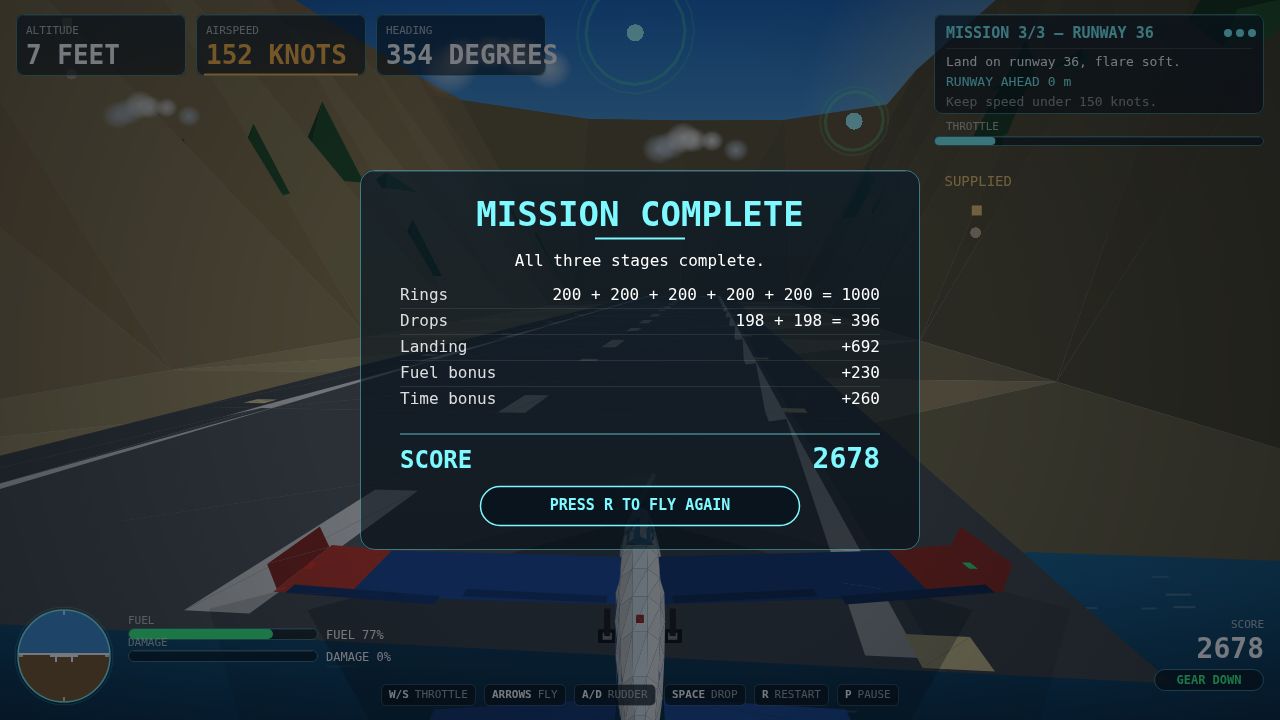 ALTITUDE
7 FEET
AIRSPEED
152 KNOTS
HEADING
354 DEGREES
MISSION 3/3 — RUNWAY 36
Land on runway 36, flare soft.
RUNWAY AHEAD 0 m
Keep speed under 150 knots.
THROTTLE
SUPPLIED
MISSION COMPLETE
All three stages complete.
Rings 200 + 200 + 200 + 200 + 200 = 1000
Drops 198 + 198 = 396
Landing +692
Fuel bonus +230
Time bonus +260
SCORE 2678
PRESS R TO FLY AGAIN
FUEL
FUEL 77%
DAMAGE
DAMAGE 0%
W/S THROTTLE ARROWS FLY A/D RUDDER SPACE DROP R RESTART P PAUSE
SCORE
2678
GEAR DOWN